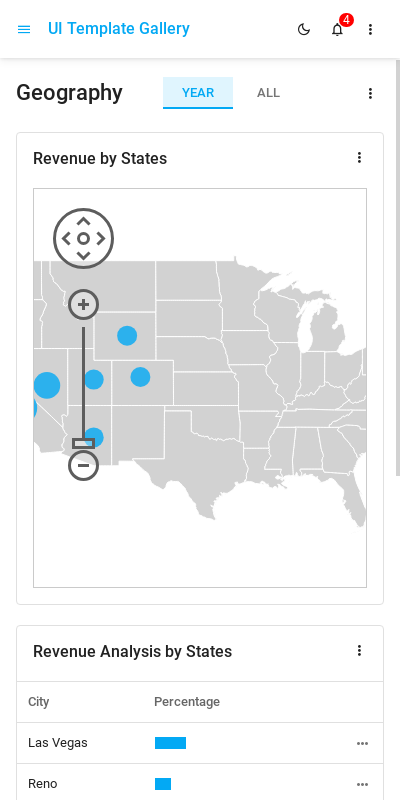 UI Template Gallery
4
Geography
YEAR
ALL
Revenue by States
Revenue Analysis by States
City
Percentage
Las Vegas
Reno